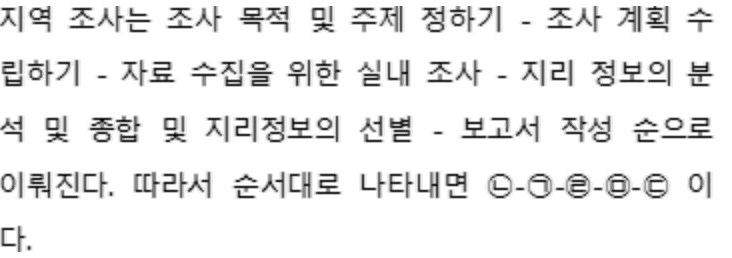 지역 조사는 조사 목적 및 주제 정하기 - 조사 계획 수
립하기 - 자료 수집을 위한 실내 조사 - 지리 정보의 분
석 및 종합 및 지리정보의 선별 - 보고서 작성 순으로
이뤄진다. 따라서 순서대로 나타내면 ㉡-㉠-㉣-㉤-㉢ 이
다.